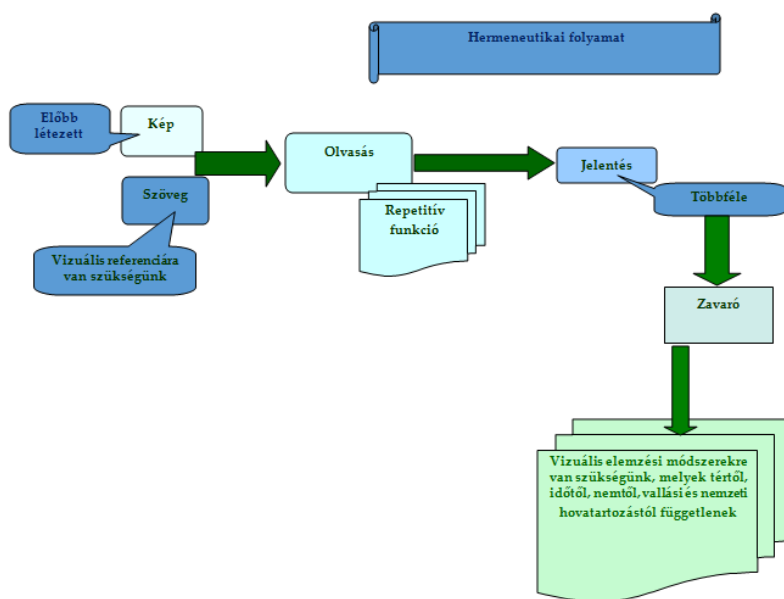 Hermeneutikai folyamat
Előbb
létezett
Kép
Szöveg
Vizuális referenciára
van szükségünk
Olvasás
Repetitív
funkció
Jelentés
Többféle
Zavaró
Vizuális elemzési módszerekre
van szükségünk, melyek tértől,
időtől, nemtől, vallási és nemzeti
hovatartozástól függetlenek